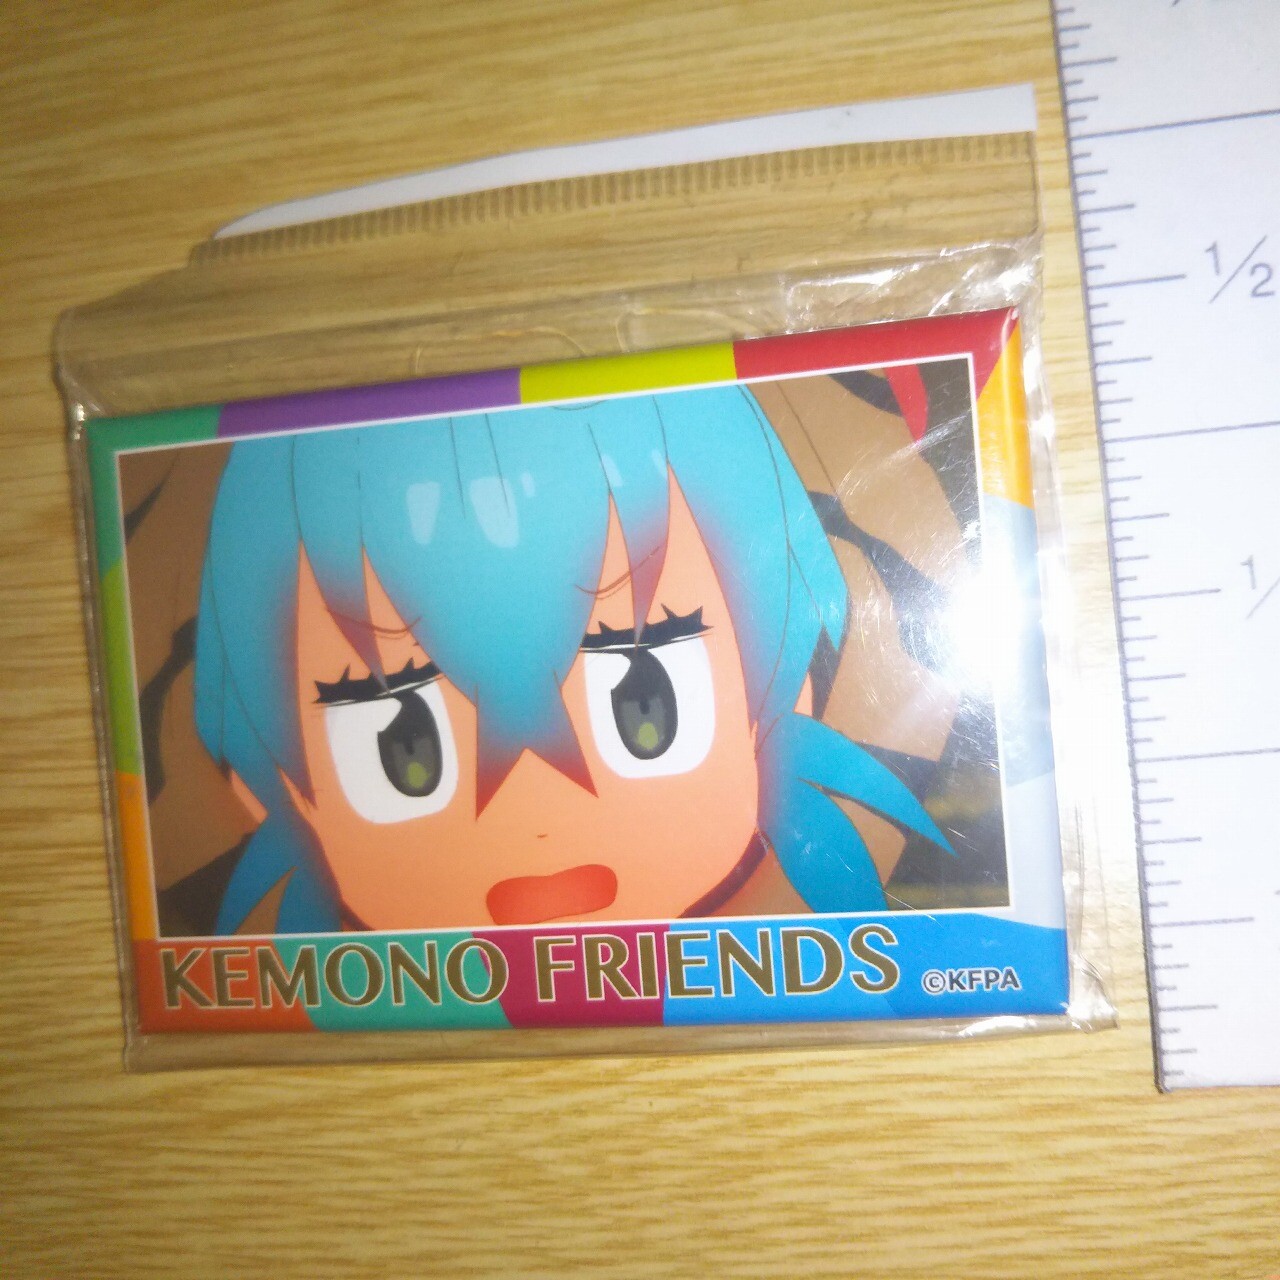 1/2
1/
KEMONO FRIENDS ©KFPA